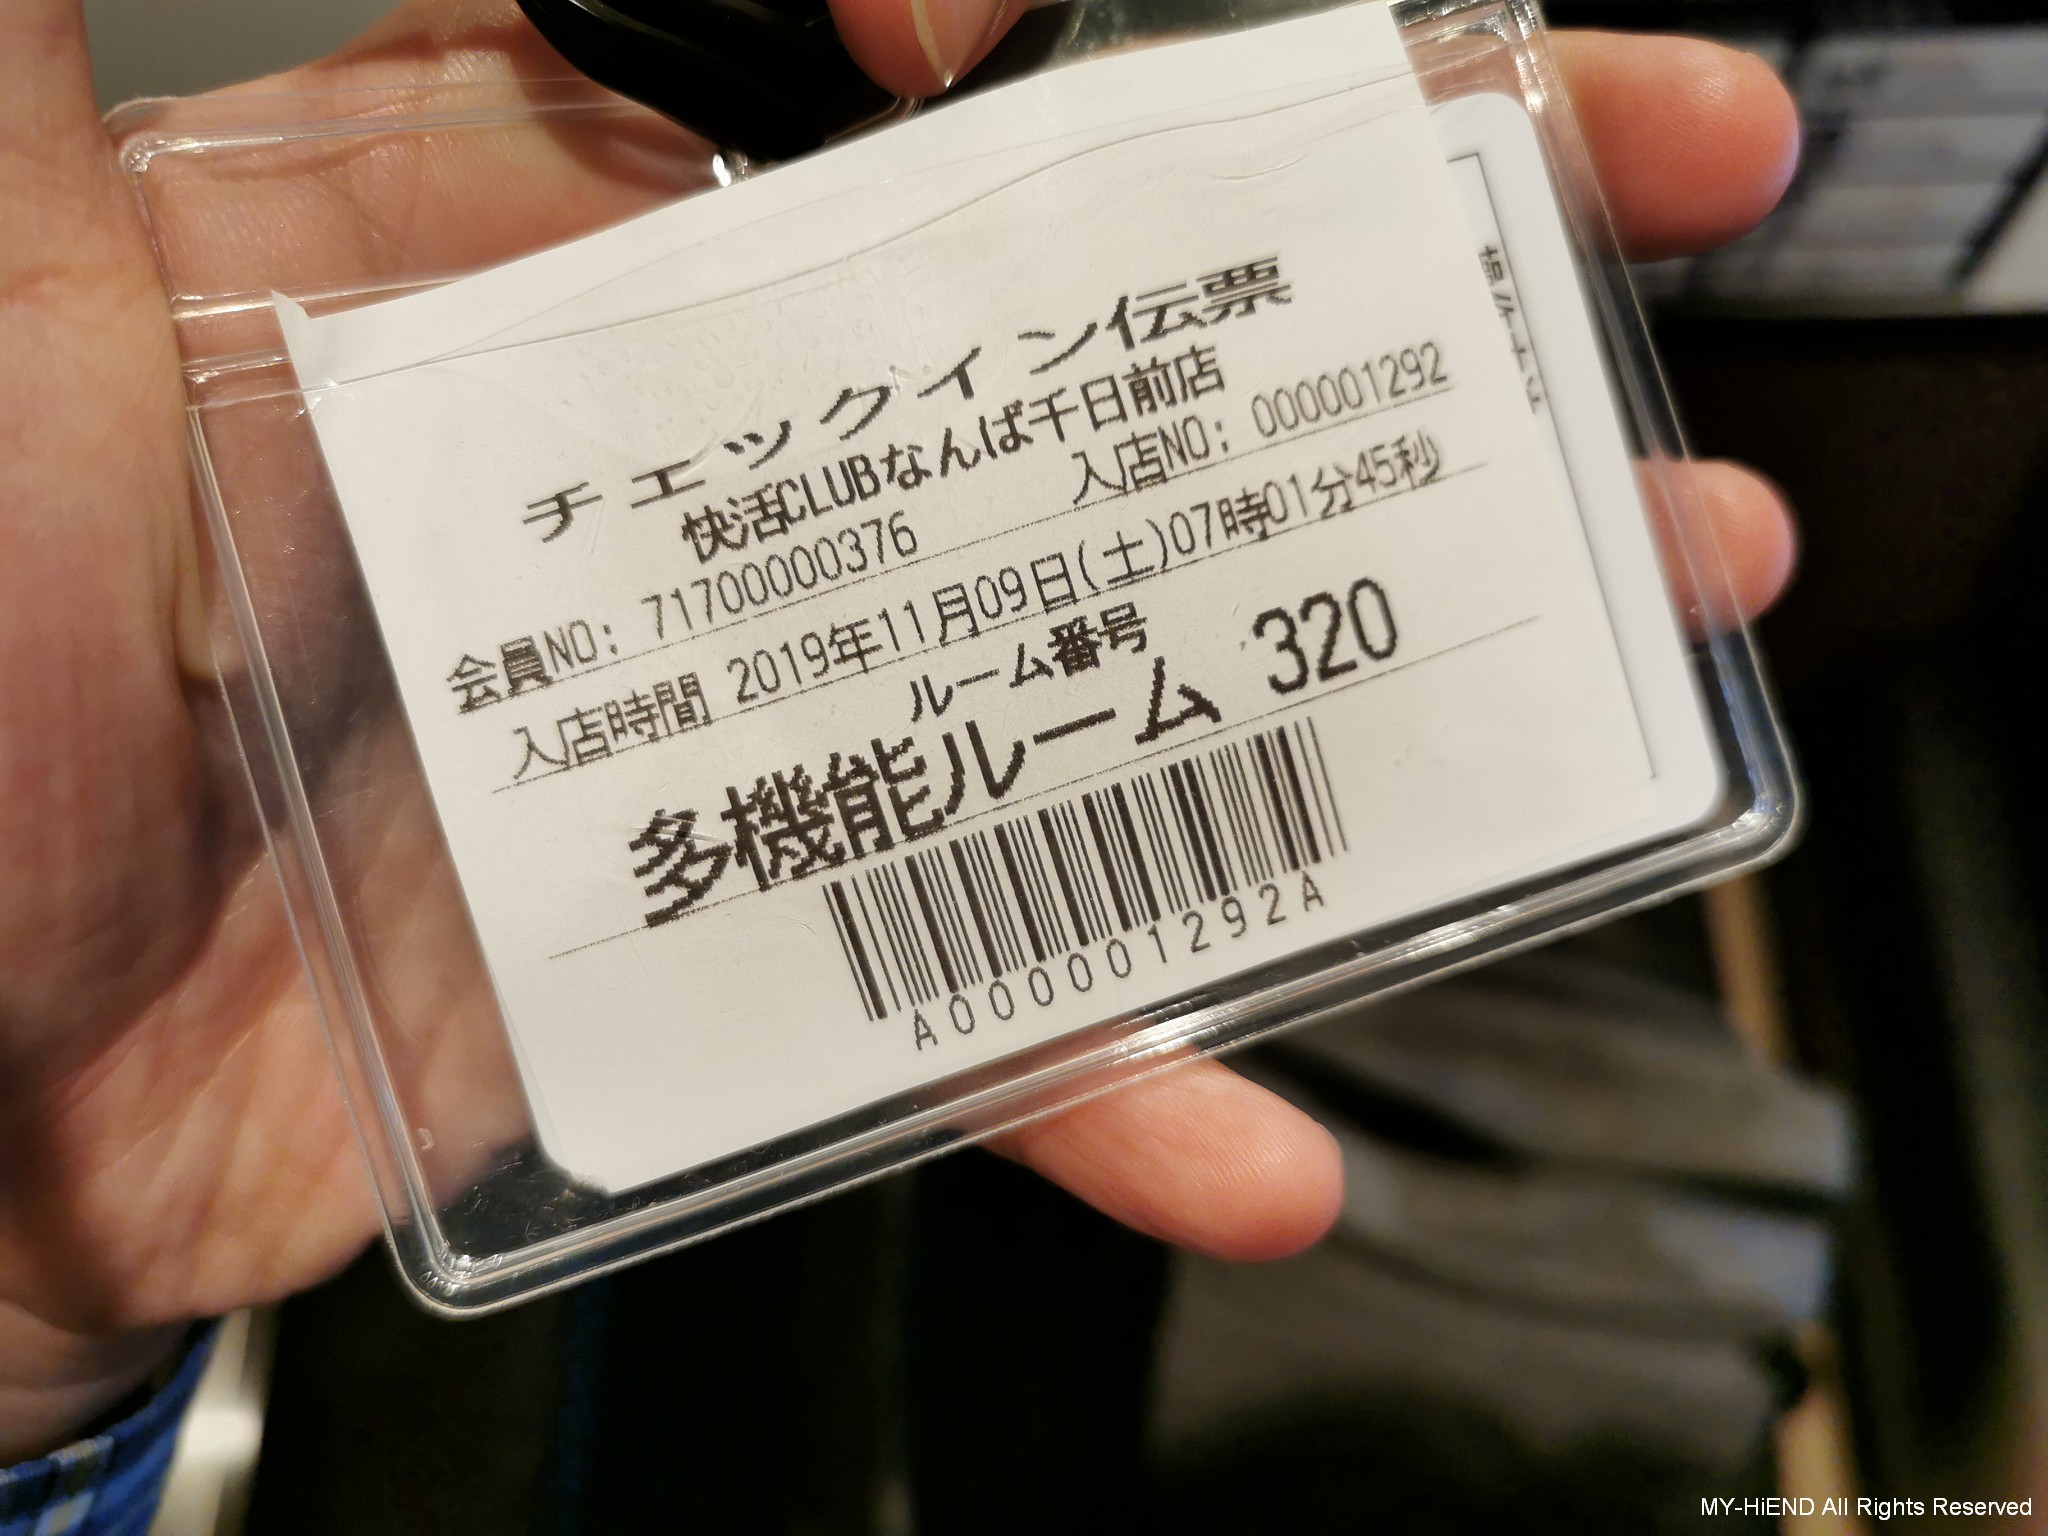 チェックイン伝票
快活CLUBなんば千日前店
会員NO: 71700000376 入店NO: 000001292
入店時間 2019年11月09日(土)07時01分45秒
ルーム番号
多機能ルーム 320
A000001292A
MY-HiEND All Rights Reserved